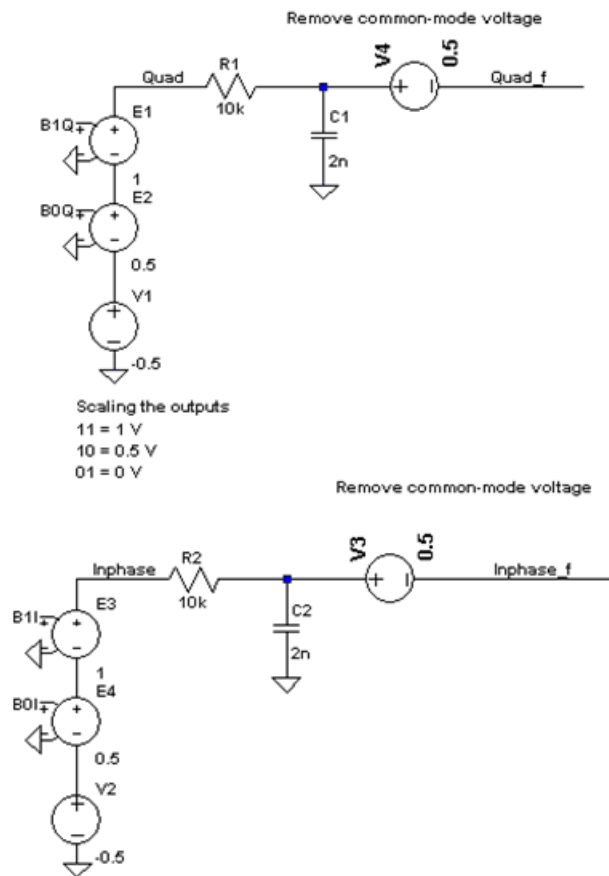 Remove common-mode voltage
V4
0.5
Quad
R1
Quad_f
10k
C1
2n
B1Q
E1
1
E2
B0Q
0.5
V1
-0.5
Scaling the outputs
11 = 1 V
10 = 0.5 V
01 = 0 V
Remove common-mode voltage
V3
0.5
Inphase
R2
Inphase_f
10k
C2
2n
B1I
E3
1
E4
B0I
0.5
V2
-0.5